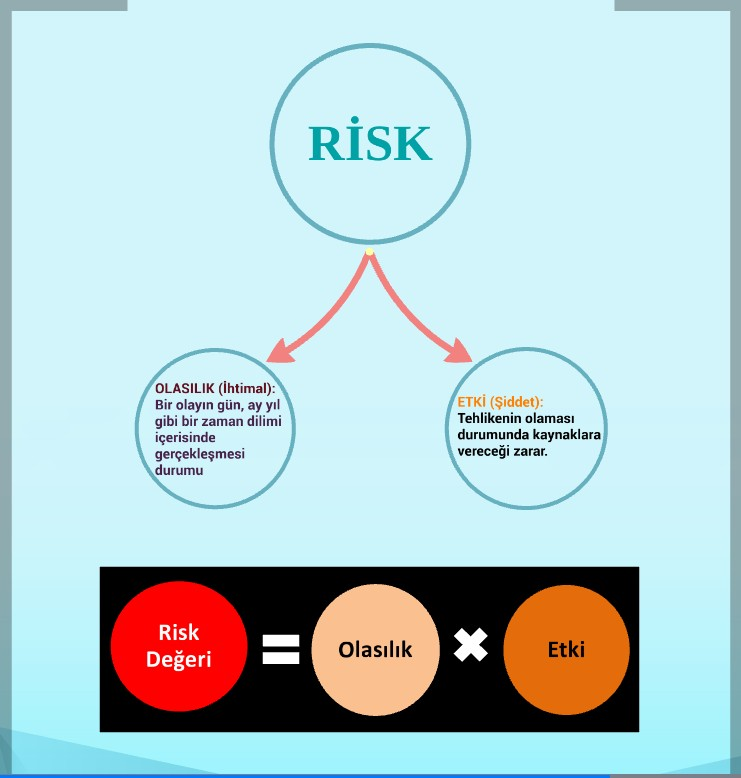 RİSK
OLASILIK (İhtimal):
Bir olayın gün, ay yıl
gibi bir zaman dilimi
içerisinde
gerçekleşmesi
durumu
ETKİ (Şiddet):
Tehlikenin olaması
durumunda kaynaklara
vereceği zarar.
Risk
Değeri
=
Olasılık
✖
Etki